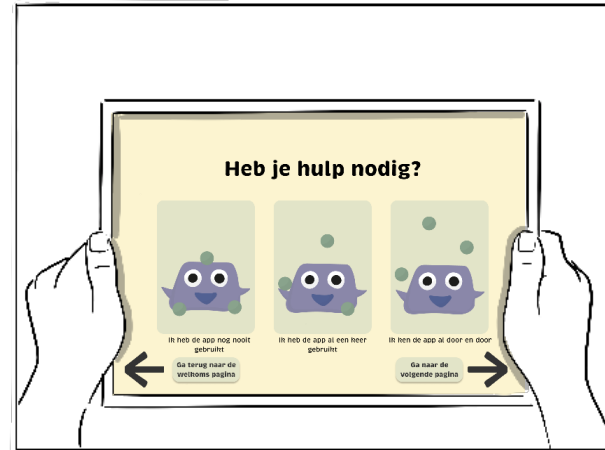 Heb je hulp nodig?
Ik heb de app nog nooit
gebruikt
Ik heb de app al een keer
gebruikt
Ik ken de app al door en door
Ga terug naar de
welkoms pagina
Ga naar de
volgende pagina